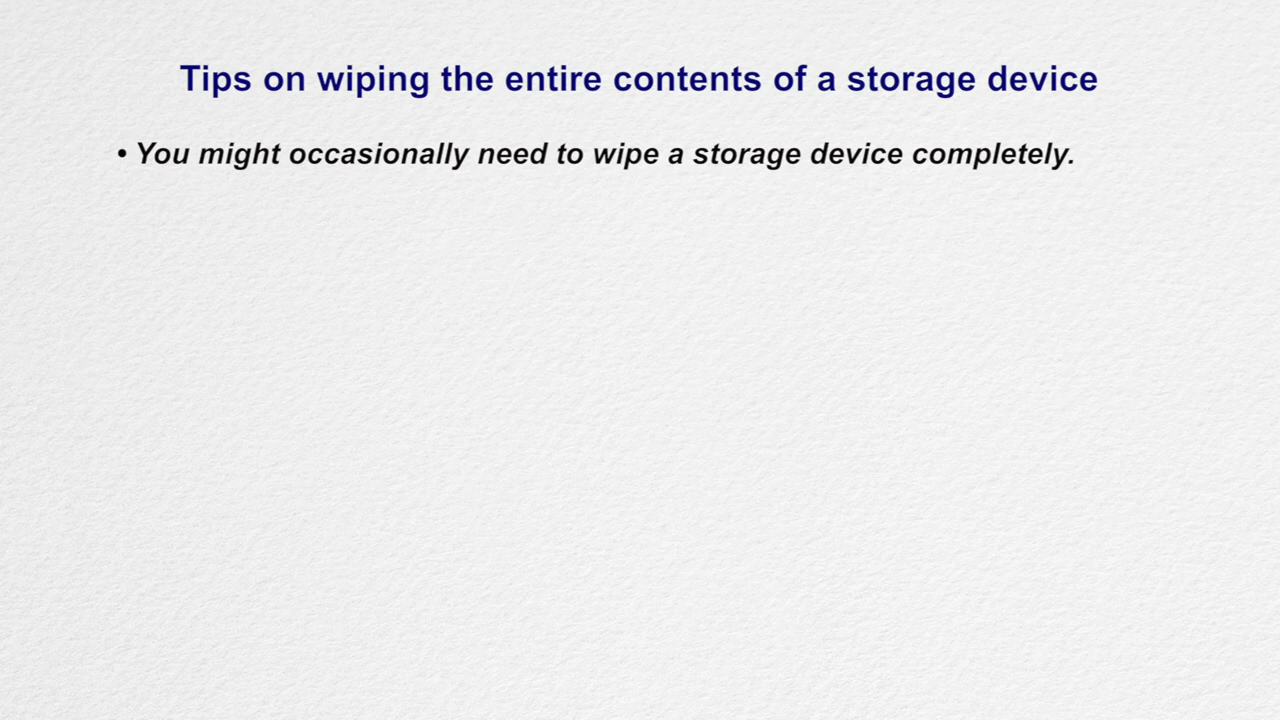 Tips on wiping the entire contents of a storage device
• You might occasionally need to wipe a storage device completely.